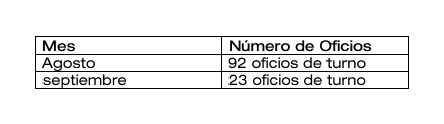 Mes Número de Oficios
Agosto 92 oficios de turno
septiembre 23 oficios de turno